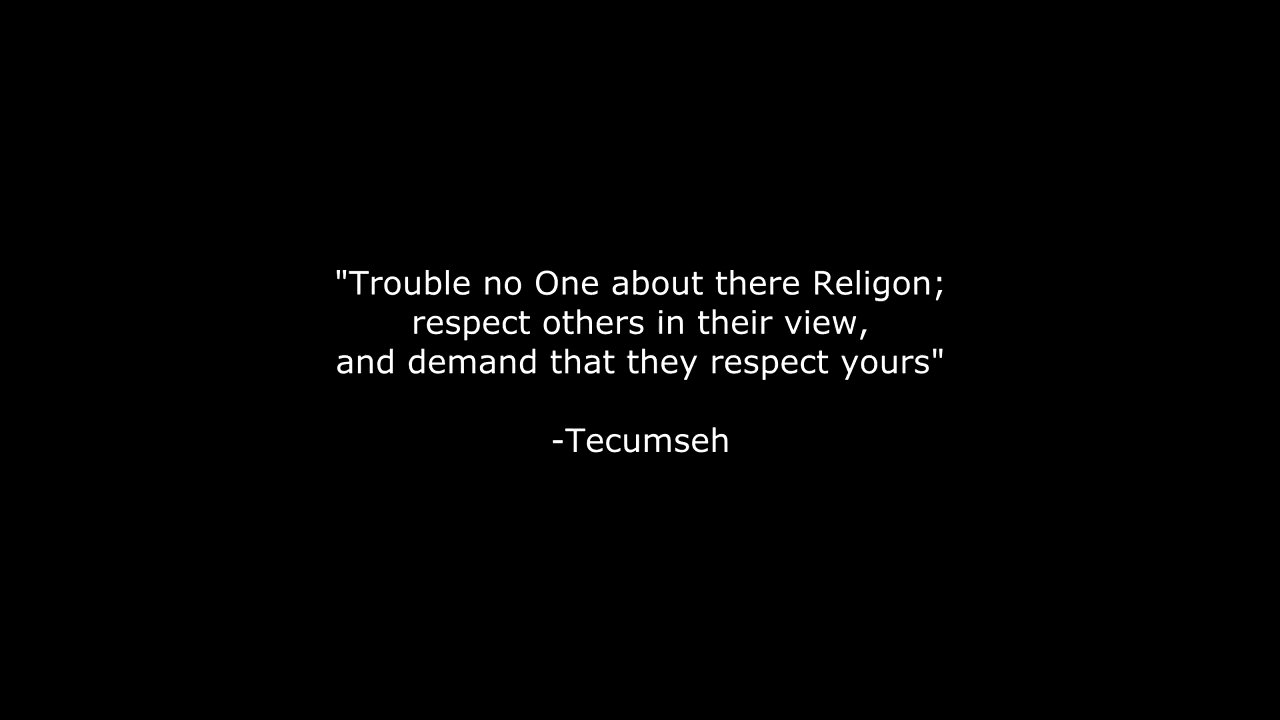 "Trouble no One about there Religon;
respect others in their view,
and demand that they respect yours"
-Tecumseh